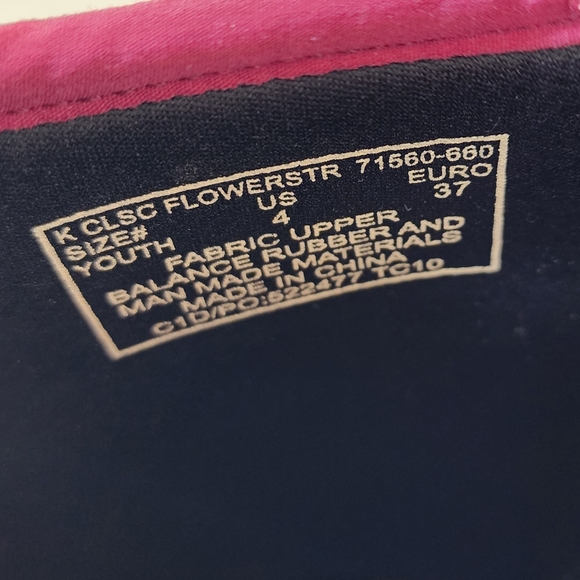 K CLSC FLOWERSTR 71560-660
SIZE# US EURO
YOUTH 4 37
FABRIC UPPER
BALANCE RUBBER AND
MAN MADE MATERIALS
MADE IN CHINA
C1D/PO:522477 TC10